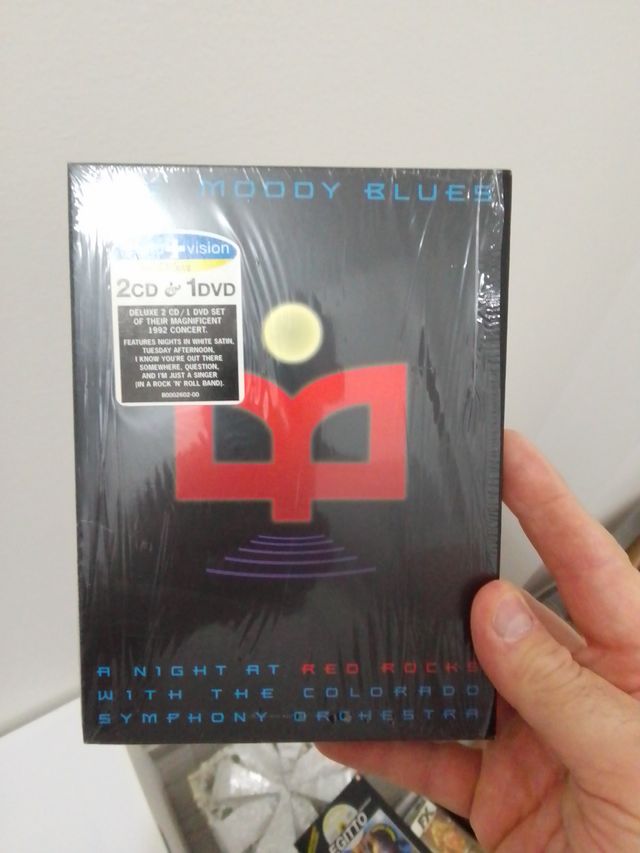 MOODY BLUES
vision
2CD & 1DVD
DELUXE 2 CD / 1 DVD SET
OF THEIR MAGNIFICENT
1992 CONCERT.
FEATURES NIGHTS IN WHITE SATIN,
TUESDAY AFTERNOON,
I KNOW YOU'RE OUT THERE
SOMEWHERE, QUESTION,
AND I'M JUST A SINGER
(IN A ROCK 'N' ROLL BAND).
B0002602-00
A NIGHT AT RED ROCKS
WITH THE COLORADO
SYMPHONY ORCHESTRA
EGITTO